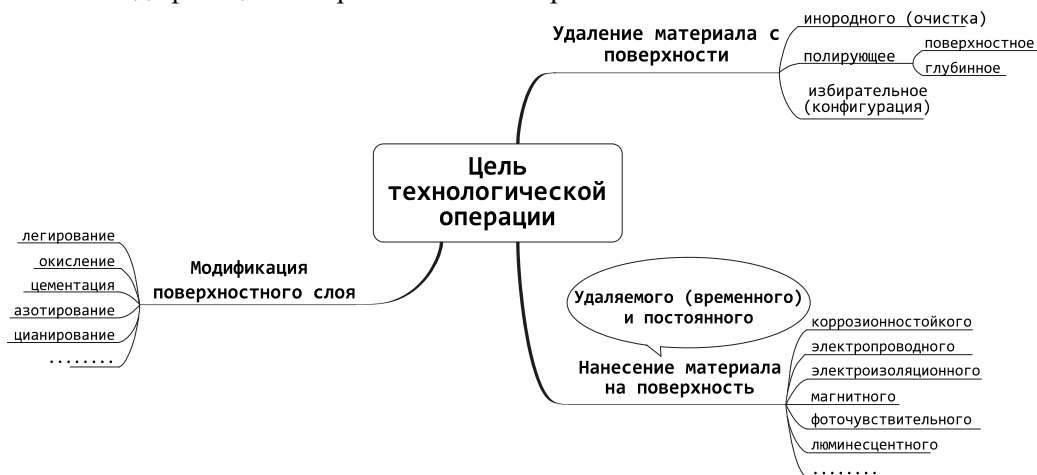 Удаление материала с
поверхности
инородного (очистка)
полирующее
поверхностное
глубинное
избирательное
(конфигурация)
Цель
технологической
операции
Модификация
поверхностного слоя
легирование
окисление
цементация
азотирование
цианирование
........
Удаляемого (временного)
и постоянного
Нанесение материала
на поверхность
коррозионностойкого
электропроводного
электроизоляционного
магнитного
фоточувствительного
люминесцентного
........